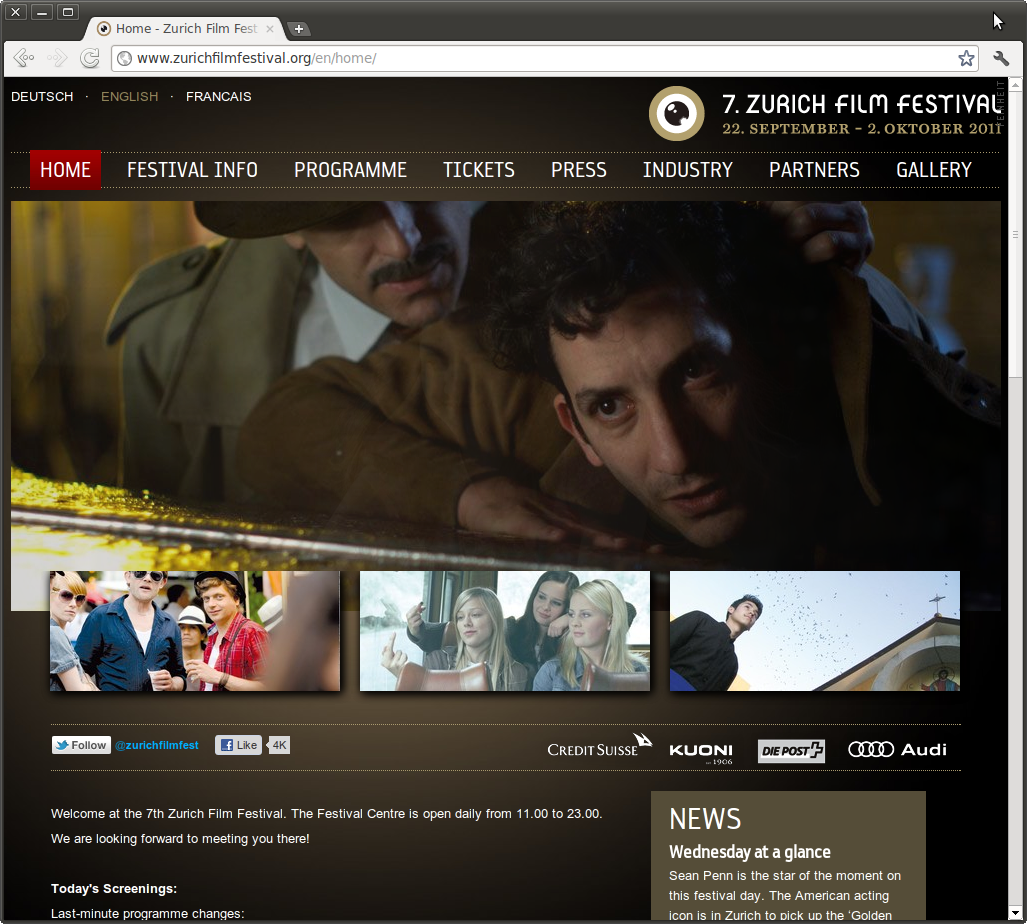 Home - Zurich Film Fest
www.zurichfilmfestival.org/en/home/
DEUTSCH · ENGLISH · FRANCAIS
7. ZURICH FILM FESTIVAL
22. SEPTEMBER – 2. OKTOBER 2011
HOME FESTIVAL INFO PROGRAMME TICKETS PRESS INDUSTRY PARTNERS GALLERY
Follow @zurichfilmfest Like 4K
CREDIT SUISSE KUONI DIE POST Audi
SINCE 1906
Welcome at the 7th Zurich Film Festival. The Festival Centre is open daily from 11.00 to 23.00.
We are looking forward to meeting you there!
Today's Screenings:
Last-minute programme changes:
NEWS
Wednesday at a glance
Sean Penn is the star of the moment on
this festival day. The American acting
icon is in Zurich to pick up the ‘Golden